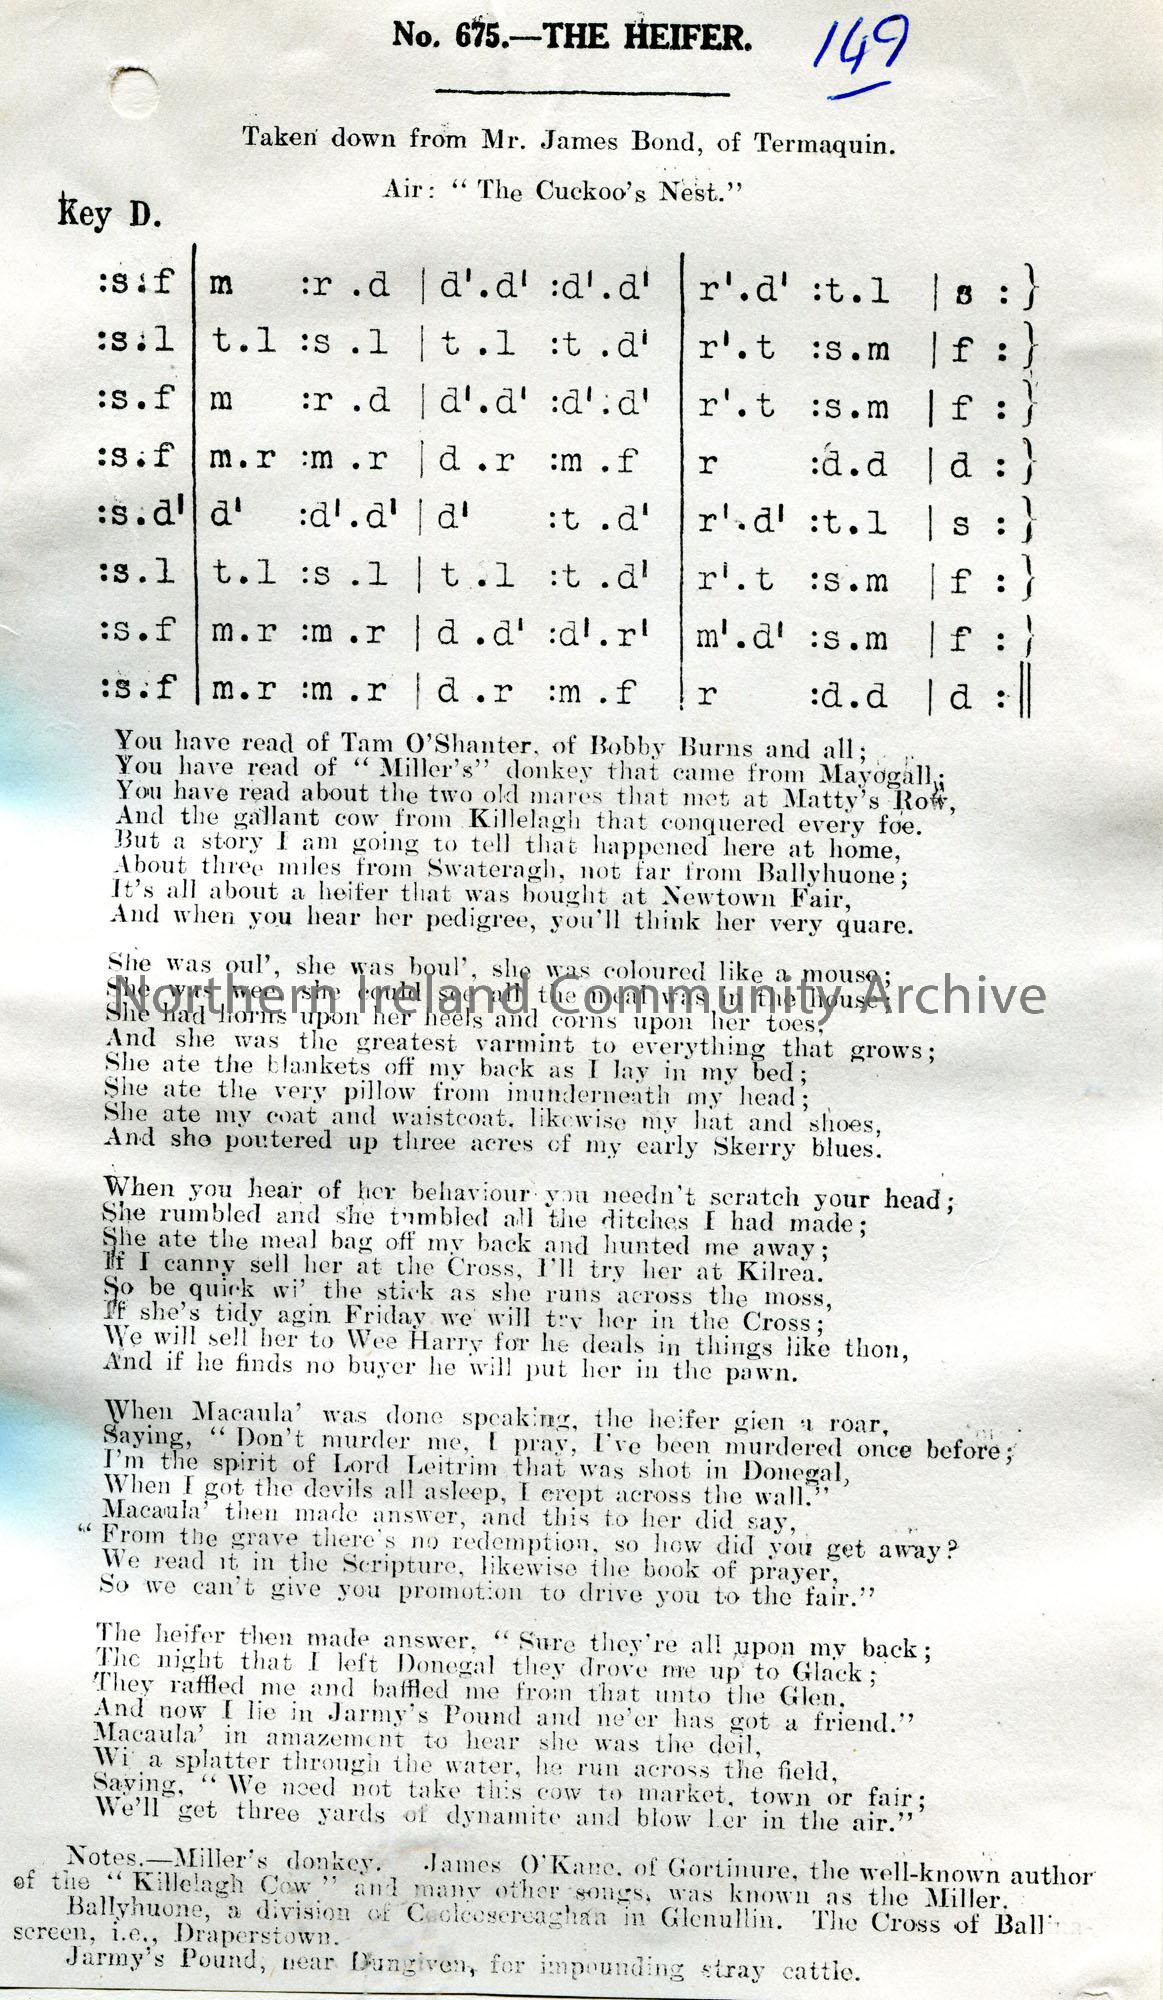 No. 675.—THE HEIFER.
149
Taken down from Mr. James Bond, of Termaquin.
Air: “ The Cuckoo's Nest.”
Key D.
:s.f | m :r .d | d'.d' :d'.d' | r'.d' :t.l | s : }
:s.l | t.l :s .l | t .l :t .d' | r'.t :s.m | f : }
:s.f | m :r .d | d'.d' :d'.d' | r'.t :s.m | f : }
:s.f | m.r :m .r | d .r :m .f | r :d.d | d : }
:s.d' | d' :d'.d' | d' :t .d' | r'.d' :t.l | s : }
:s.l | t.l :s .l | t .l :t .d' | r'.t :s.m | f : }
:s.f | m.r :m .r | d .d' :d'.r' | m'.d' :s.m | f : }
:s.f | m.r :m .r | d .r :m .f | r :d.d | d : ||
You have read of Tam O'Shanter, of Bobby Burns and all;
You have read of “ Miller's” donkey that came from Mayogall;
You have read about the two old mares that met at Matty's Row,
And the gallant cow from Killelagh that conquered every foe.
But a story I am going to tell that happened here at home,
About three miles from Swateragh, not far from Ballyhuone;
It's all about a heifer that was bought at Newtown Fair,
And when you hear her pedigree, you'll think her very quare.
She was oul', she was boul', she was coloured like a mouse;
She was wee, she could see all the meal was in the house;
She had horns upon her heels and corns upon her toes,
And she was the greatest varmint to everything that grows;
She ate the blankets off my back as I lay in my bed;
She ate the very pillow from inunderneath my head;
She ate my coat and waistcoat, likewise my hat and shoes,
And she poutered up three acres of my early Skerry blues.
When you hear of her behaviour you needn't scratch your head;
She rumbled and she tumbled all the ditches I had made;
She ate the meal bag off my back and hunted me away;
If I canny sell her at the Cross, I'll try her at Kilrea.
So be quick wi' the stick as she runs across the moss,
If she's tidy agin Friday we will try her in the Cross;
We will sell her to Wee Harry for he deals in things like thon,
And if he finds no buyer he will put her in the pawn.
When Macaula' was done speaking, the heifer gien a roar,
Saying, “ Don't murder me, I pray, I've been murdered once before;
I'm the spirit of Lord Leitrim that was shot in Donegal,
When I got the devils all asleep, I crept across the wall.”
Macaula' then made answer, and this to her did say,
“ From the grave there's no redemption, so how did you get away?
We read it in the Scripture, likewise the book of prayer,
So we can't give you promotion to drive you to the fair.”
The heifer then made answer, “ Sure they're all upon my back;
The night that I left Donegal they drove me up to Glack;
They raffled me and baffled me from that unto the Glen,
And now I lie in Jarmy's Pound and ne'er has got a friend.”
Macaula' in amazement to hear she was the deil,
Wi' a splatter through the water, he run across the field,
Saying, “ We need not take this cow to market, town or fair;
We'll get three yards of dynamite and blow her in the air.”
Notes.—Miller's donkey. James O'Kane, of Gortinure, the well-known author
of the “ Killelagh Cow ” and many other songs, was known as the Miller.
Ballyhuone, a division of in Glenullin. The Cross of Ballina-
screen, i.e., Draperstown.
Jarmy's Pound, near Dungiven, for impounding stray cattle.
Northern Ireland Community Archive